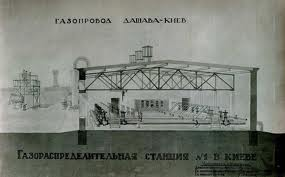 ГАЗОПРОВОД ДАШАВА-КИЕВ
ГАЗОРАСПРЕДЕЛИТЕЛЬНАЯ СТАНЦИЯ №1 В КИЕВЕ